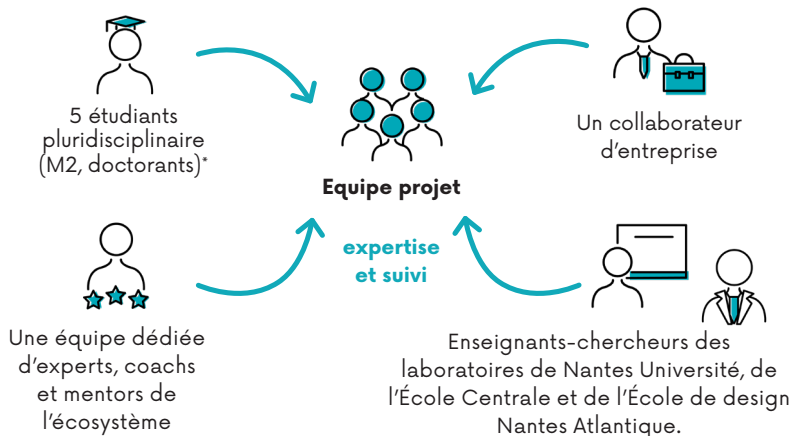 5 étudiants
pluridisciplinaire
(M2, doctorants)*
Un collaborateur
d'entreprise
Equipe projet
expertise
et suivi
Une équipe dédiée
d'experts, coachs
et mentors de
l'écosystème
Enseignants-chercheurs des
laboratoires de Nantes Université, de
l'École Centrale et de l'École de design
Nantes Atlantique.